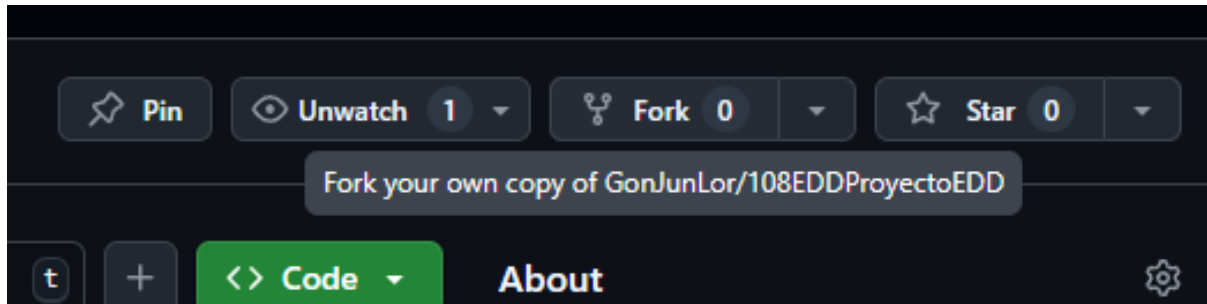 Pin Unwatch 1 Fork 0 Star 0
Fork your own copy of GonJunLor/108EDDProyectoEDD
t + <> Code About